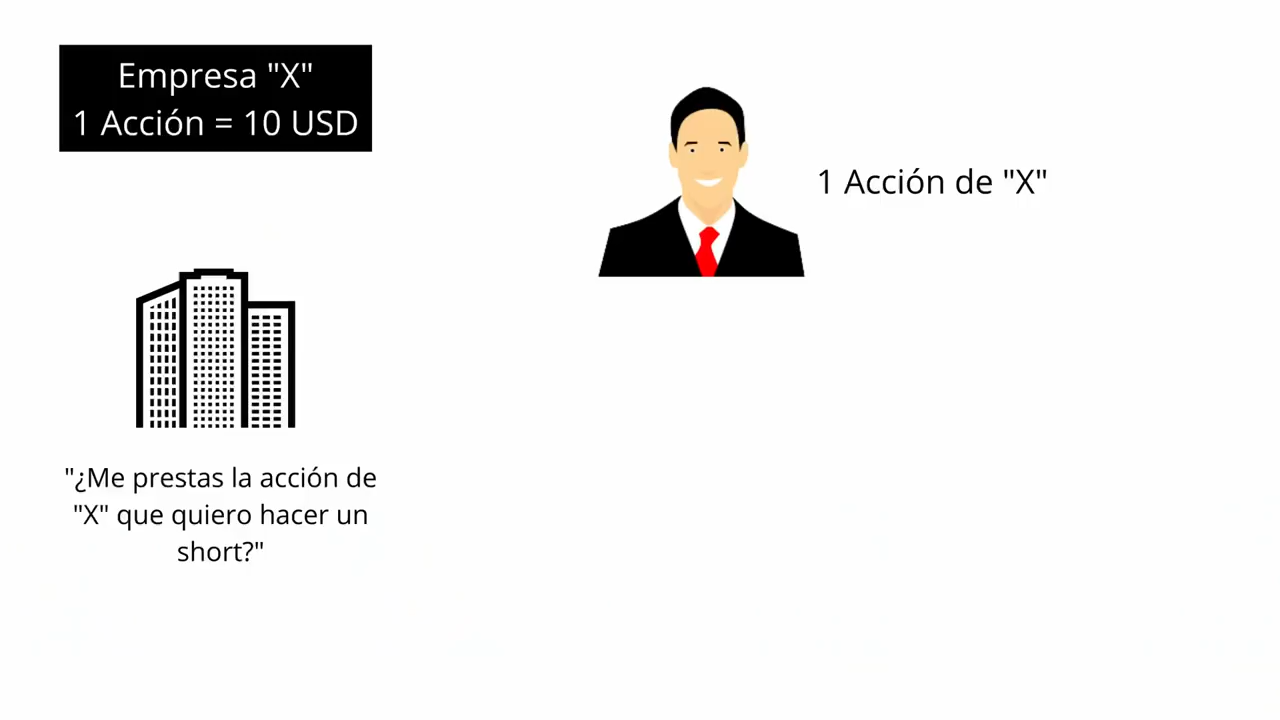 Empresa "X"
1 Acción = 10 USD
1 Acción de "X"
"¿Me prestas la acción de
"X" que quiero hacer un
short?"